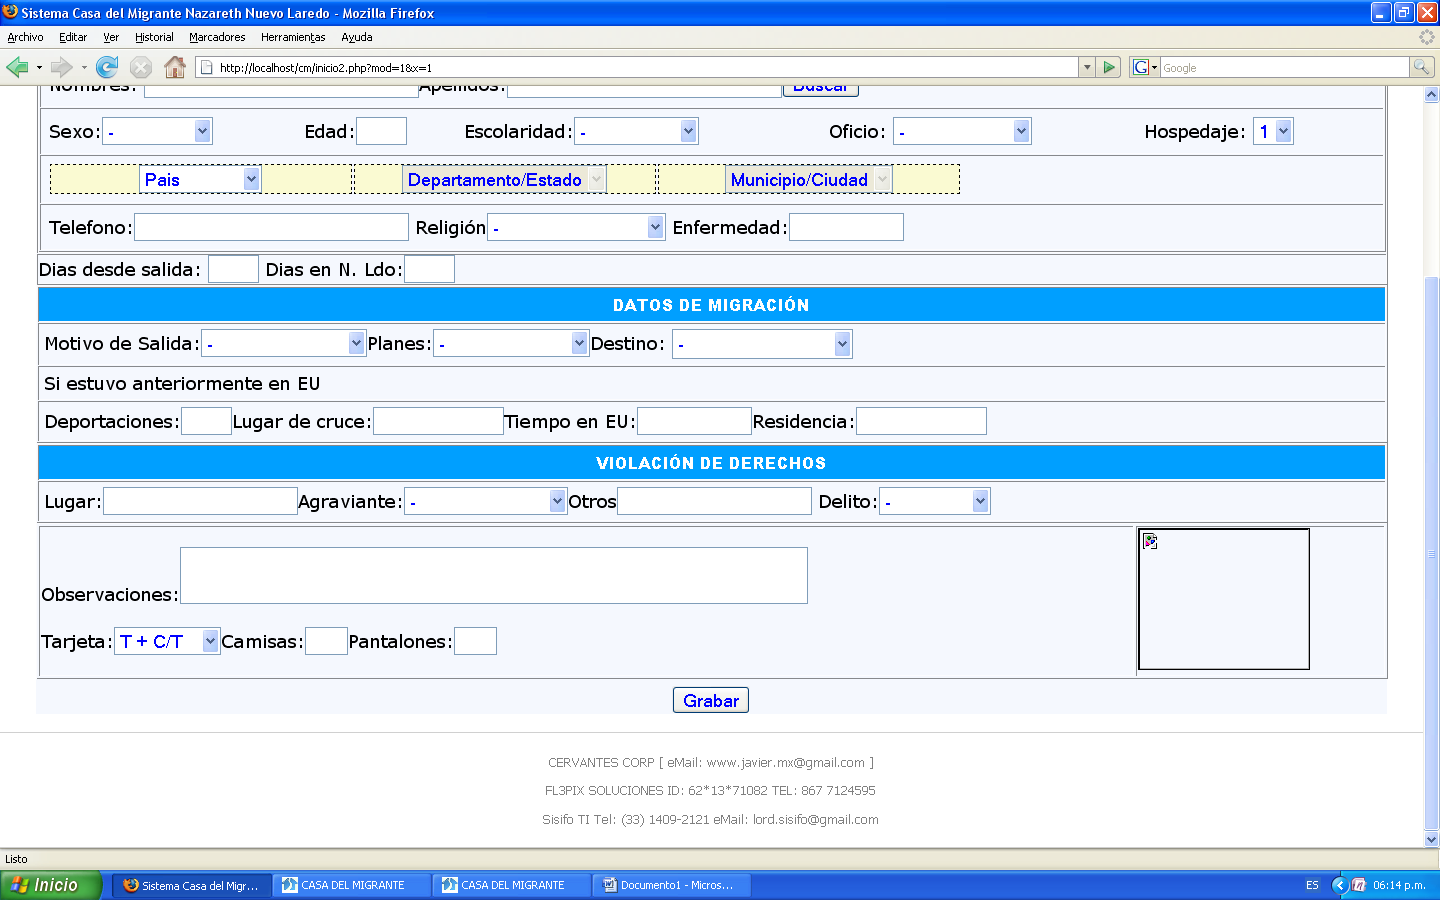 Sistema Casa del Migrante Nazareth Nuevo Laredo - Mozilla Firefox
Archivo Editar Ver Historial Marcadores Herramientas Ayuda
http://localhost/cm/inicio2.php?mod=1&x=1 G Google
Nombres: Apellidos: Buscar
Sexo: - Edad: Escolaridad: - Oficio: - Hospedaje: 1
Pais Departamento/Estado Municipio/Ciudad
Telefono: Religión - Enfermedad:
Dias desde salida: Dias en N. Ldo:
DATOS DE MIGRACIÓN
Motivo de Salida: - Planes: - Destino: -
Si estuvo anteriormente en EU
Deportaciones: Lugar de cruce: Tiempo en EU: Residencia:
VIOLACIÓN DE DERECHOS
Lugar: Agraviante: - Otros Delito: -
Observaciones:
Tarjeta: T + C/T Camisas: Pantalones:
Grabar
CERVANTES CORP [ eMail: www.javier.mx@gmail.com ]
FL3PIX SOLUCIONES ID: 62*13*71082 TEL: 867 7124595
Sisifo TI Tel: (33) 1409-2121 eMail: lord.sisifo@gmail.com
Listo
Inicio Sistema Casa del Migr... CASA DEL MIGRANTE CASA DEL MIGRANTE Documento1 - Micros... ES 06:14 p.m.